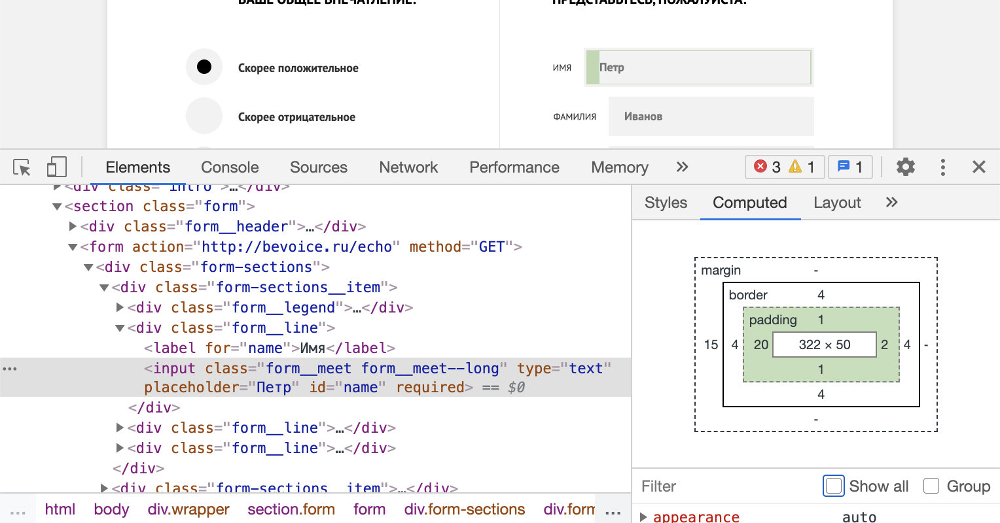 ВАШЕ ОБЩЕЕ ВПЕЧАТЛЕНИЕ:
ПРЕДСТАВЬТЕСЬ, ПОЖАЛУЙСТА:
Скорее положительное
ИМЯ
Петр
Скорее отрицательное
ФАМИЛИЯ
Иванов
Elements
Console
Sources
Network
Performance
Memory
3
1
1
<div class="intro">…</div>
<section class="form">
<div class="form__header">…</div>
<form action="http://bevoice.ru/echo" method="GET">
<div class="form-sections">
<div class="form-sections__item">
<div class="form__legend">…</div>
<div class="form__line">
<label for="name">Имя</label>
<input class="form__meet form__meet--long" type="text"
placeholder="Петр" id="name" required> == $0
</div>
<div class="form__line">…</div>
<div class="form__line">…</div>
</div>
<div class="form-sections__item">…</div>
… html body div.wrapper section.form form div.form-sections div.form …
Styles
Computed
Layout
margin -
border 4
padding 1
15 4 20 322 × 50 2 4 -
1
4
-
Filter
Show all
Group
appearance
auto